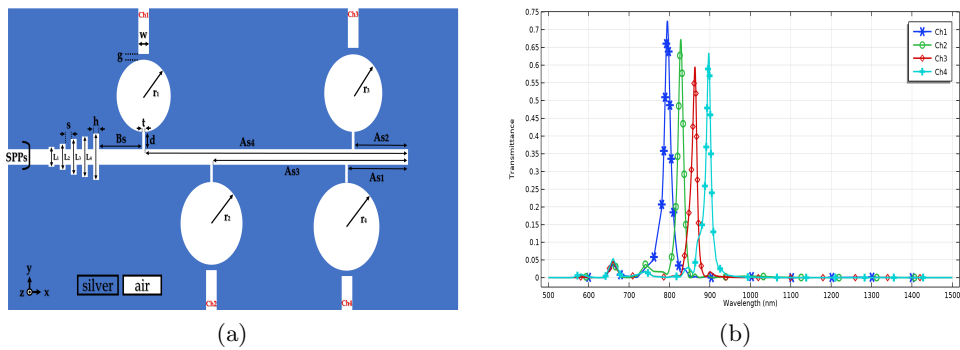 Ch1
Ch3
w
g
r1
r3
t
h
s
Bs
d
As2
As4
SPPs
L1
L2
L3
L4
As3
As1
r2
r4
y
z
x
silver
air
Ch2
Ch4
(a)
0.75
0.7
0.65
0.6
0.55
0.5
0.45
0.4
0.35
0.3
0.25
0.2
0.15
0.1
0.05
0
Transmittance
Ch1
Ch2
Ch3
Ch4
500 600 700 800 900 1000 1100 1200 1300 1400 1500
Wavelength (nm)
(b)